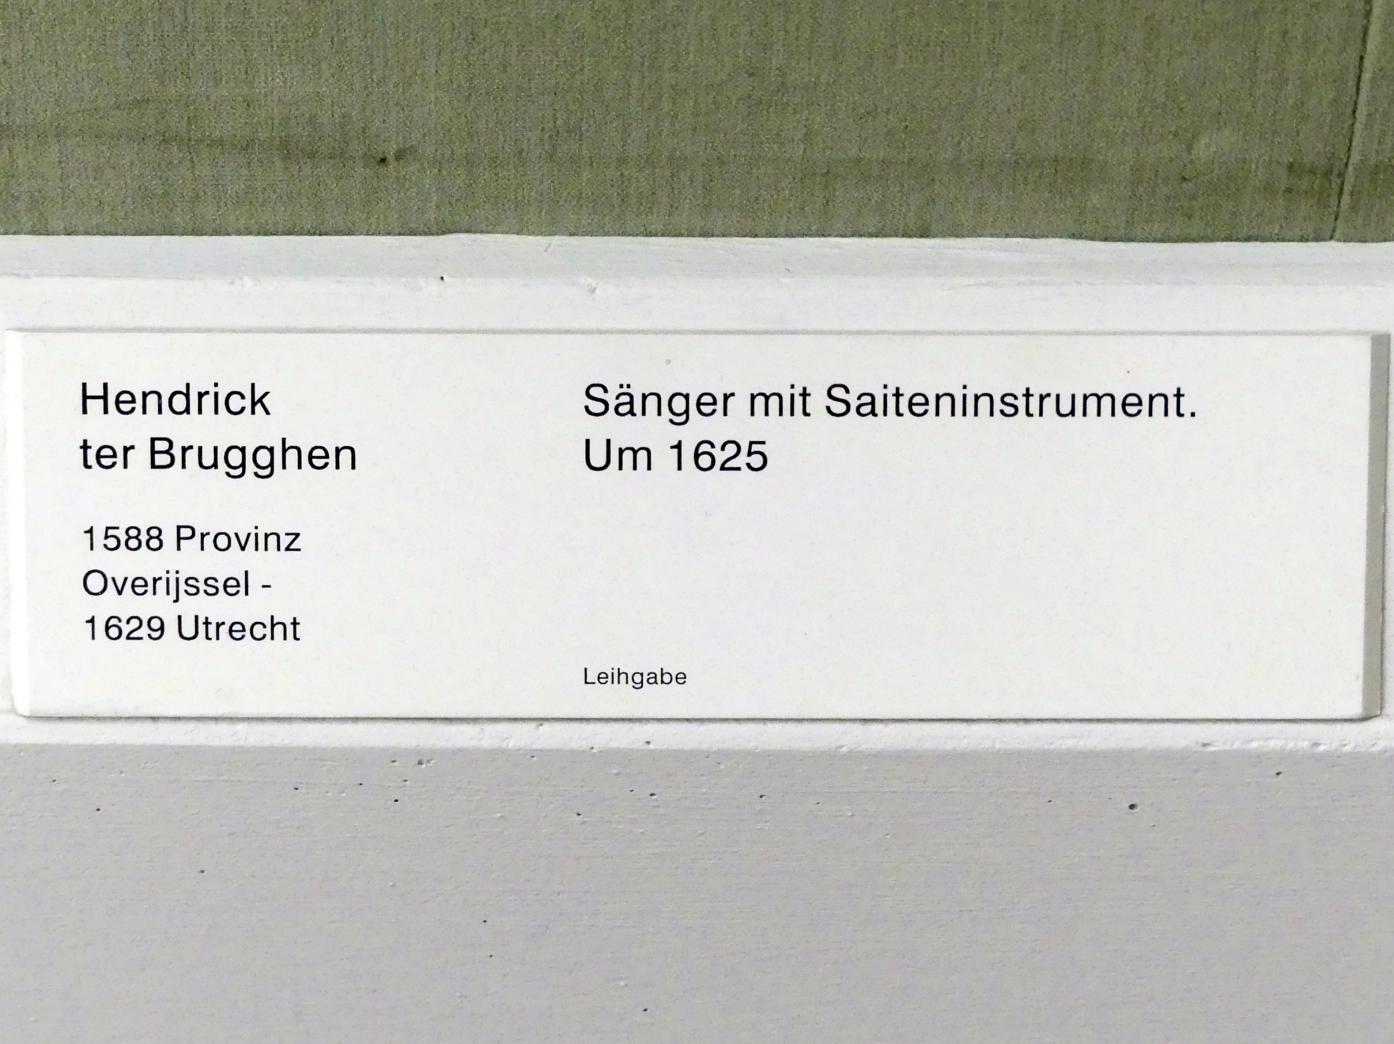 Hendrick
ter Brugghen
1588 Provinz
Overijssel -
1629 Utrecht
Sänger mit Saiteninstrument.
Um 1625
Leihgabe